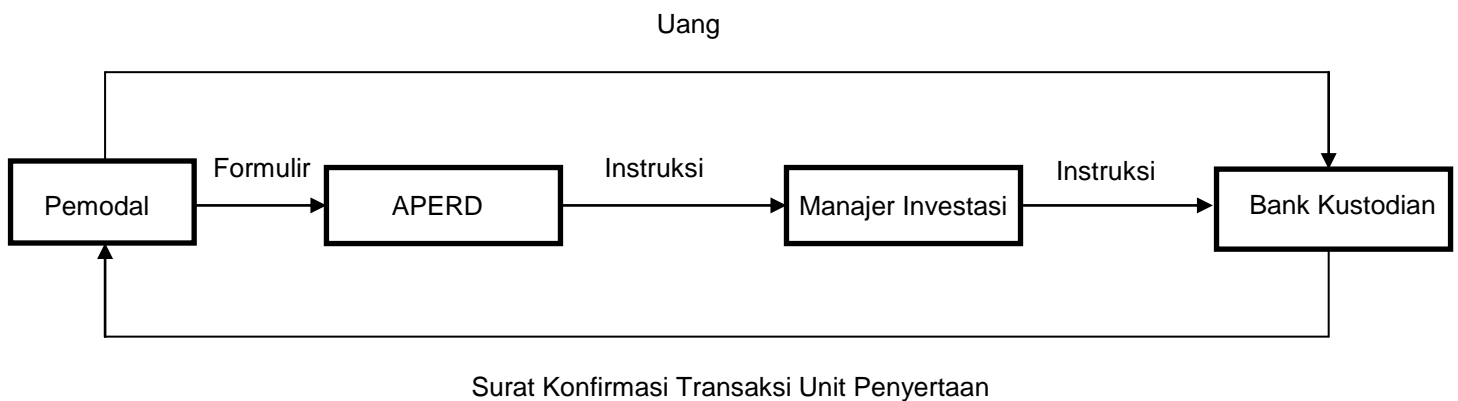 Uang
Formulir
Instruksi
Instruksi
Pemodal
APERD
Manajer Investasi
Bank Kustodian
Surat Konfirmasi Transaksi Unit Penyertaan